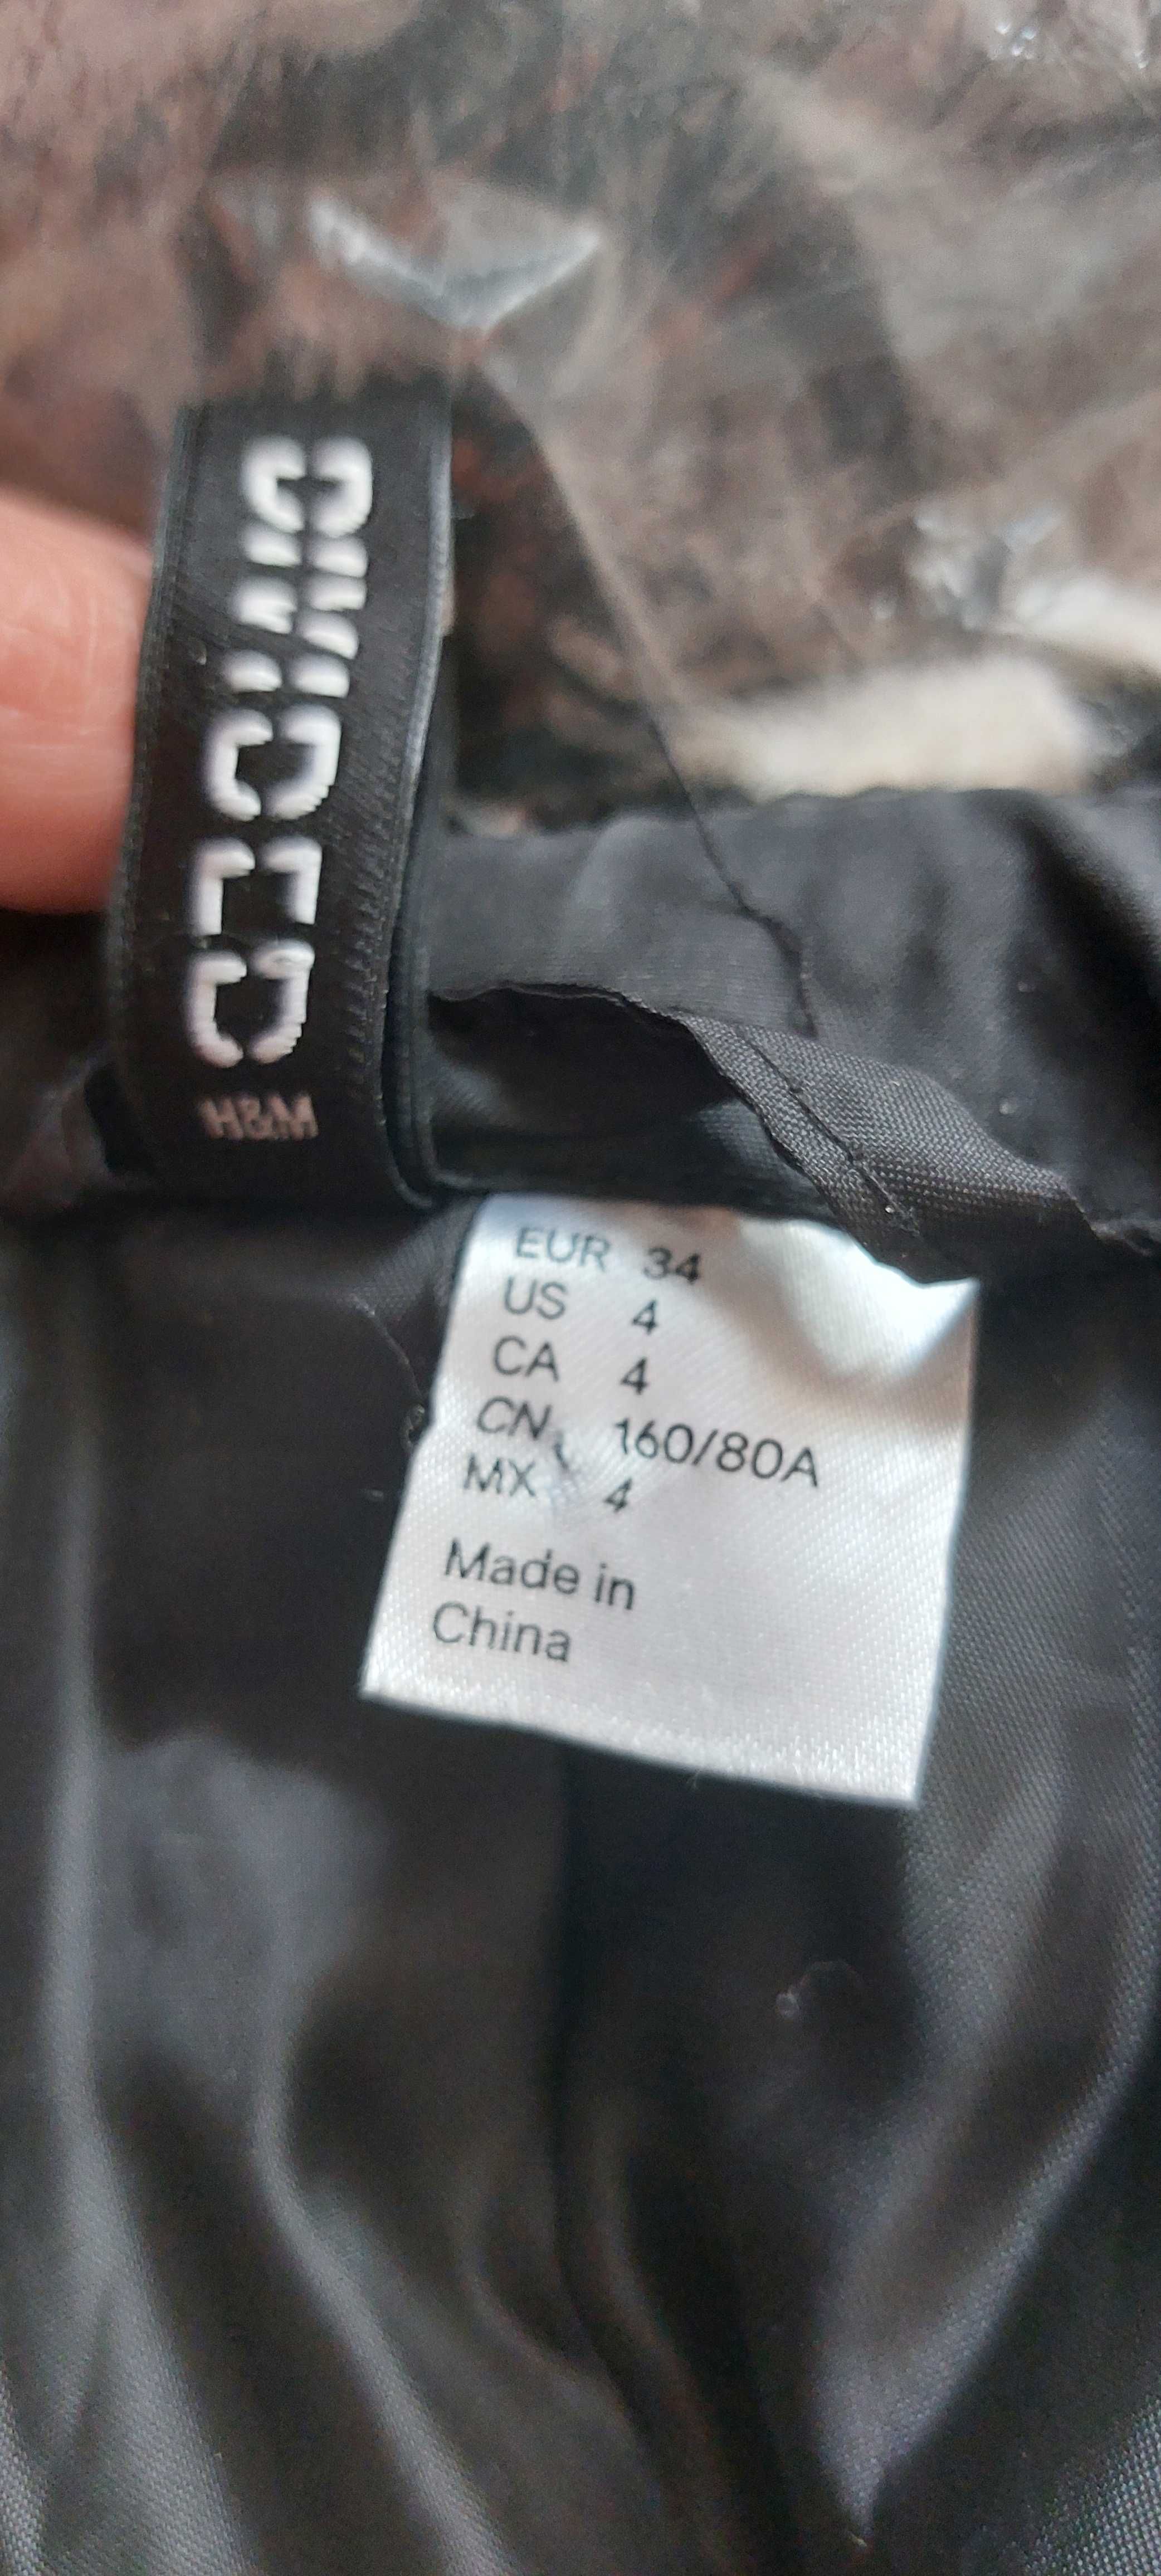 DIVIDED
H&M
EUR 34
US 4
CA 4
CN 160/80A
MX 4
Made in
China